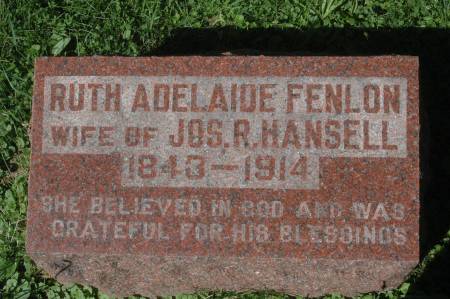 RUTH ADELAIDE FENLON
WIFE OF JOS. R. HANSELL
1843-1914
SHE BELIEVED IN GOD AND WAS
GRATEFUL FOR HIS BLESSINGS